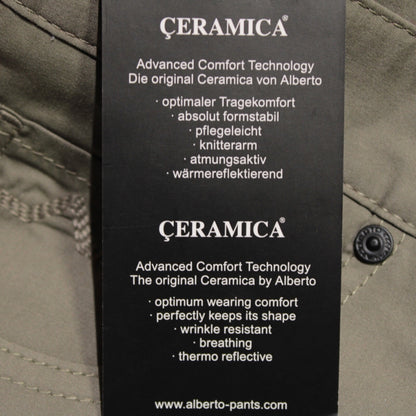 ÇERAMICA®
Advanced Comfort Technology
Die original Ceramica von Alberto
· optimaler Tragekomfort
· absolut formstabil
· pflegeleicht
· knitterarm
· atmungsaktiv
· wärmereflektierend
ÇERAMICA®
Advanced Comfort Technology
The original Ceramica by Alberto
· optimum wearing comfort
· perfectly keeps its shape
· wrinkle resistant
· breathing
· thermo reflective
www.alberto-pants.com